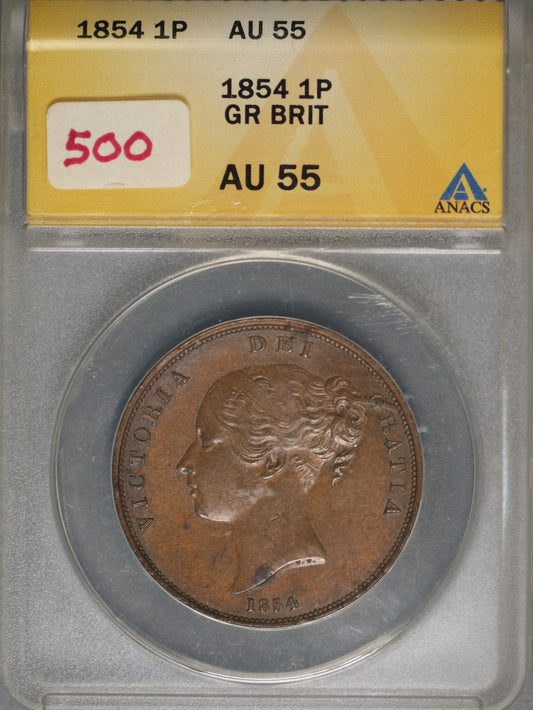 1854 1P AU 55
1854 1P
GR BRIT
500
AU 55
ANACS
VICTORIA DEI GRATIA
W.W.
1854